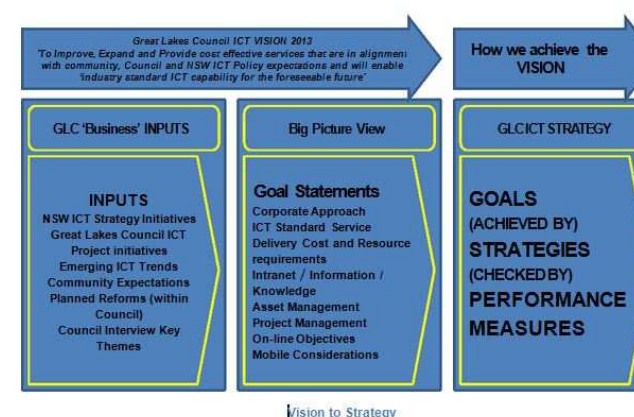 Great Lakes Council ICT VISION 2013
'To Improve, Expand and Provide cost effective services that are in alignment
with community, Council and NSW ICT Policy expectations and will enable
'industry standard ICT capability for the foreseeable future'
How we achieve the
VISION
GLC 'Business' INPUTS
Big Picture View
GLC ICT STRATEGY
INPUTS
NSW ICT Strategy Initiatives
Great Lakes Council ICT
Project initiatives
Emerging ICT Trends
Community Expectations
Planned Reforms (within
Council)
Council Interview Key
Themes
Goal Statements
Corporate Approach
ICT Standard Service
Delivery Cost and Resource
requirements
Intranet / Information /
Knowledge
Asset Management
Project Management
On-line Objectives
Mobile Considerations
GOALS
(ACHIEVED BY)
STRATEGIES
(CHECKED BY)
PERFORMANCE
MEASURES
Vision to Strategy